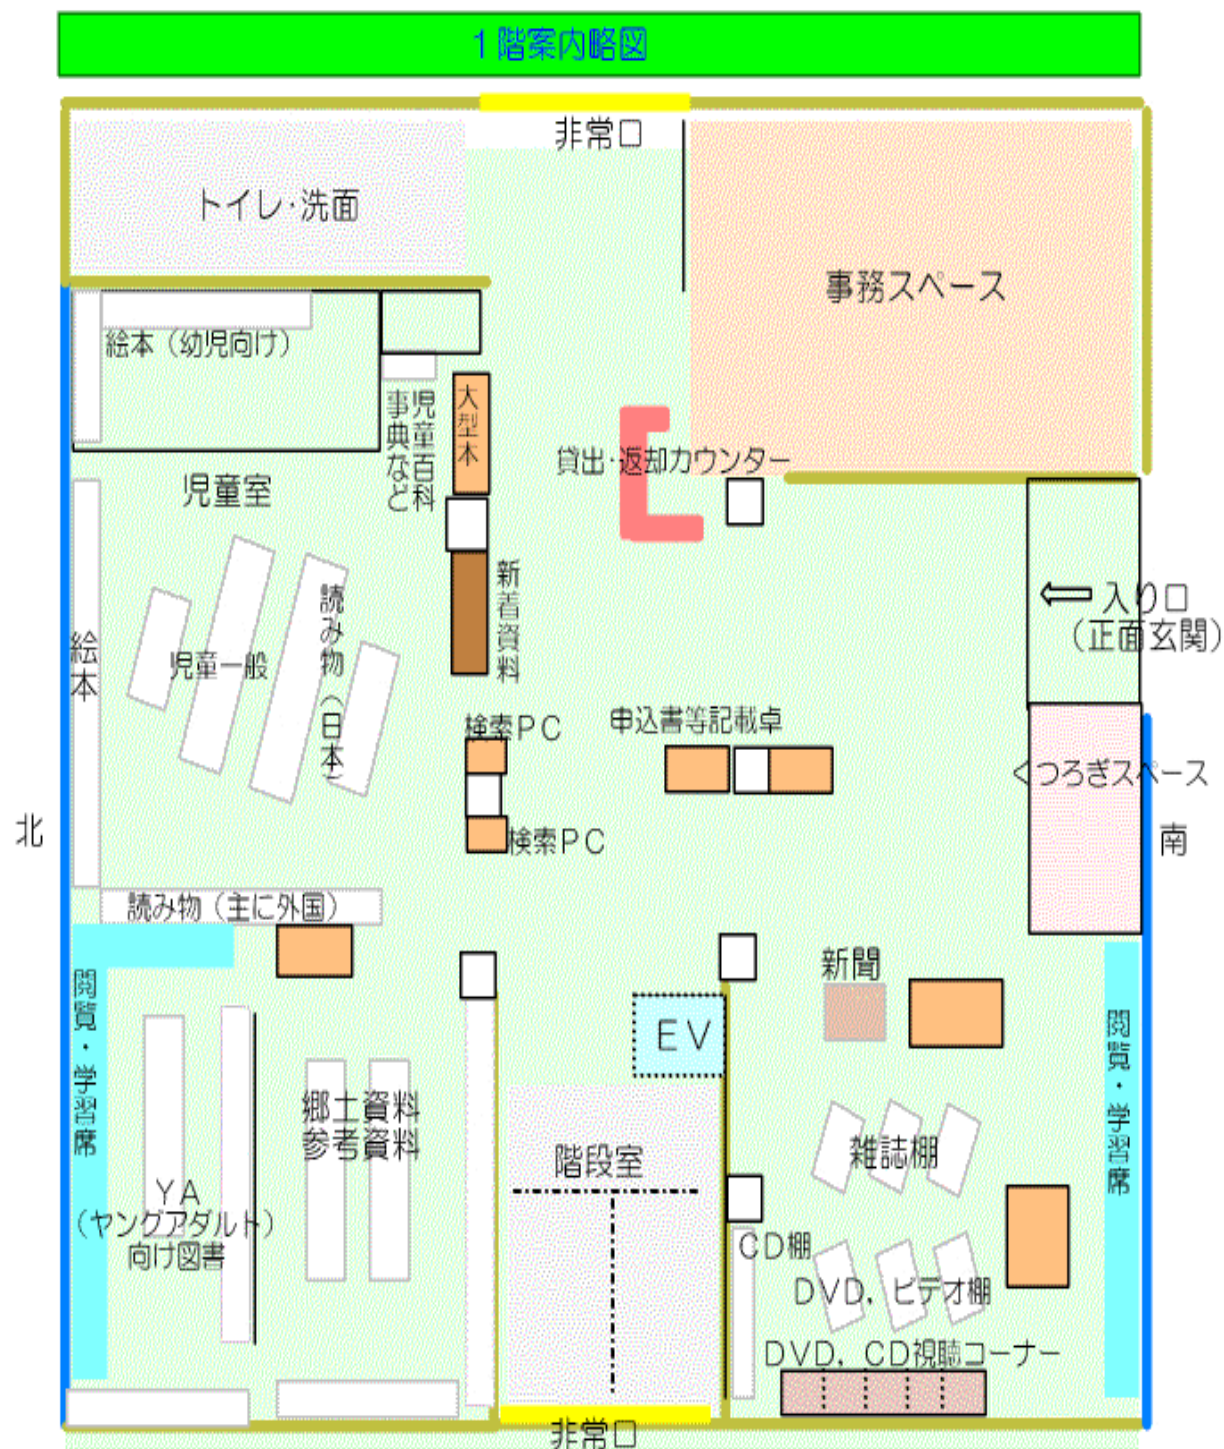 1階案内略図
非常口
トイレ・洗面
事務スペース
絵本（幼児向け）
児童百科
事典など
大型本
貸出・返却カウンター
児童室
新着資料
入り口
（正面玄関）
読み物（日本）
絵本
児童一般
検索PC
申込書等記載卓
くつろぎスペース
北
検索PC
南
読み物（主に外国）
新聞
閲覧・学習席
EV
閲覧・学習席
郷土資料
参考資料
階段室
雑誌棚
YA
（ヤングアダルト）
向け図書
CD棚
DVD，ビデオ棚
DVD，CD視聴コーナー
非常口